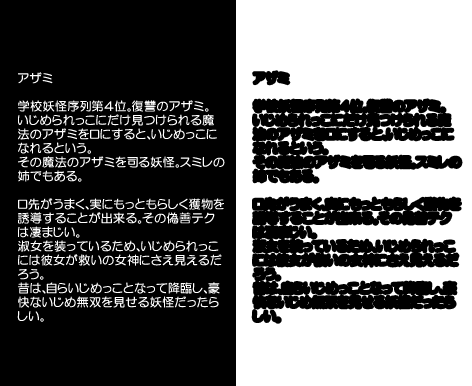 アザミ
学校妖怪序列第4位。復讐のアザミ。
いじめられっこにだけ見つけられる魔
法のアザミを口にすると、いじめっこに
なれるという。
その魔法のアザミを司る妖怪。スミレの
姉でもある。
口先がうまく、実にもっともらしく獲物を
誘導することが出来る。その偽善テク
は凄まじい。
淑女を装っているため、いじめられっこ
には彼女が救いの女神にさえ見えるだ
ろう。
昔は、自らいじめっことなって降臨し、豪
快ないじめ無双を見せる妖怪だったら
しい。
アザミ
学校妖怪序列第4位。復讐のアザミ。
いじめられっこにだけ見つけられる魔
法のアザミを口にすると、いじめっこに
なれるという。
その魔法のアザミを司る妖怪。スミレの
姉でもある。
口先がうまく、実にもっともらしく獲物を
誘導することが出来る。その偽善テク
は凄まじい。
淑女を装っているため、いじめられっこ
には彼女が救いの女神にさえ見えるだ
ろう。
昔は、自らいじめっことなって降臨し、豪
快ないじめ無双を見せる妖怪だったら
しい。